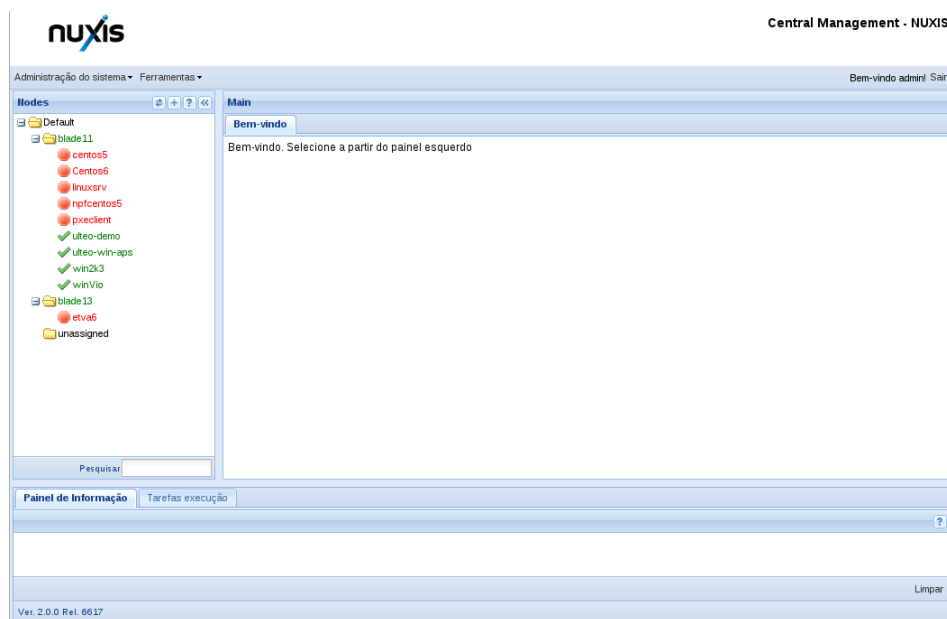 nuxis
Central Management - NUXIS
Administração do sistema Ferramentas
Bem-vindo admin! Sair
Nodes
Main
Default
Bem-vindo
blade11
Bem-vindo. Selecione a partir do painel esquerdo
centos5
Centos6
linuxsrv
npfcentos5
pxeclient
ulteo-demo
ulteo-win-aps
win2k3
winVio
blade13
etva6
unassigned
Pesquisar
Painel de Informação Tarefas execução
Limpar
Ver. 2.0.0 Rel. 6617